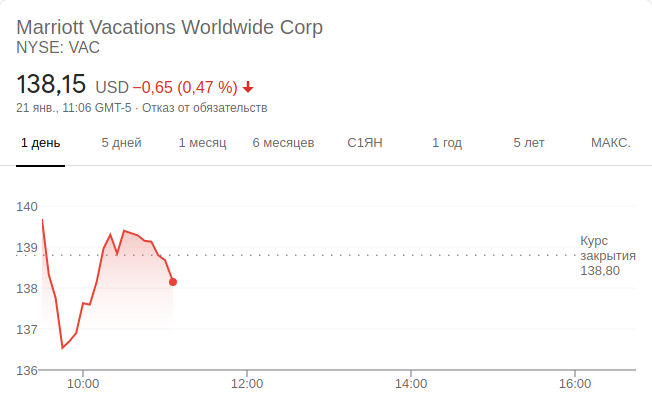 Marriott Vacations Worldwide Corp
NYSE: VAC
138,15 USD −0,65 (0,47 %)
21 янв., 11:06 GMT-5 · Отказ от обязательств
1 день 5 дней 1 месяц 6 месяцев С1ЯН 1 год 5 лет МАКС.
140
139
138
137
136
Курс
закрытия
138,80
10:00 12:00 14:00 16:00